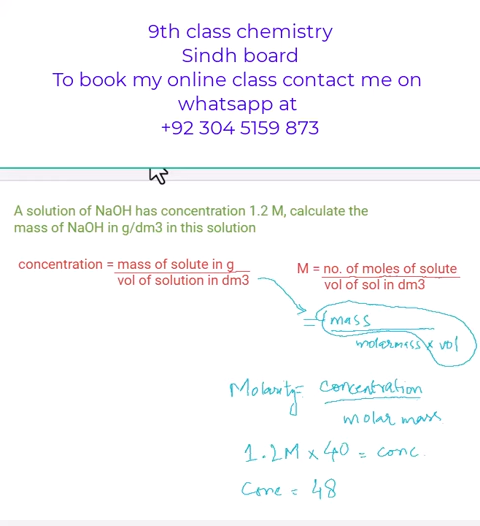 9th class chemistry
Sindh board
To book my online class contact me on
whatsapp at
+92 304 5159 873
A solution of NaOH has concentration 1.2 M, calculate the
mass of NaOH in g/dm3 in this solution
concentration = mass of solute in g
vol of solution in dm3
M = no. of moles of solute
vol of sol in dm3
= mass
molarmass x vol
Molarity = concentration
molar mass
1.2M x 40 = conc.
Conc = 48